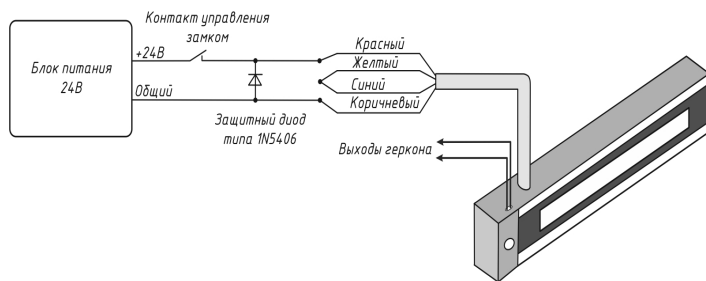 Контакт управления
замком
+24В
Блок питания
24В
Общий
Красный
Желтый
Синий
Коричневый
Защитный диод
типа 1N5406
Выходы геркона